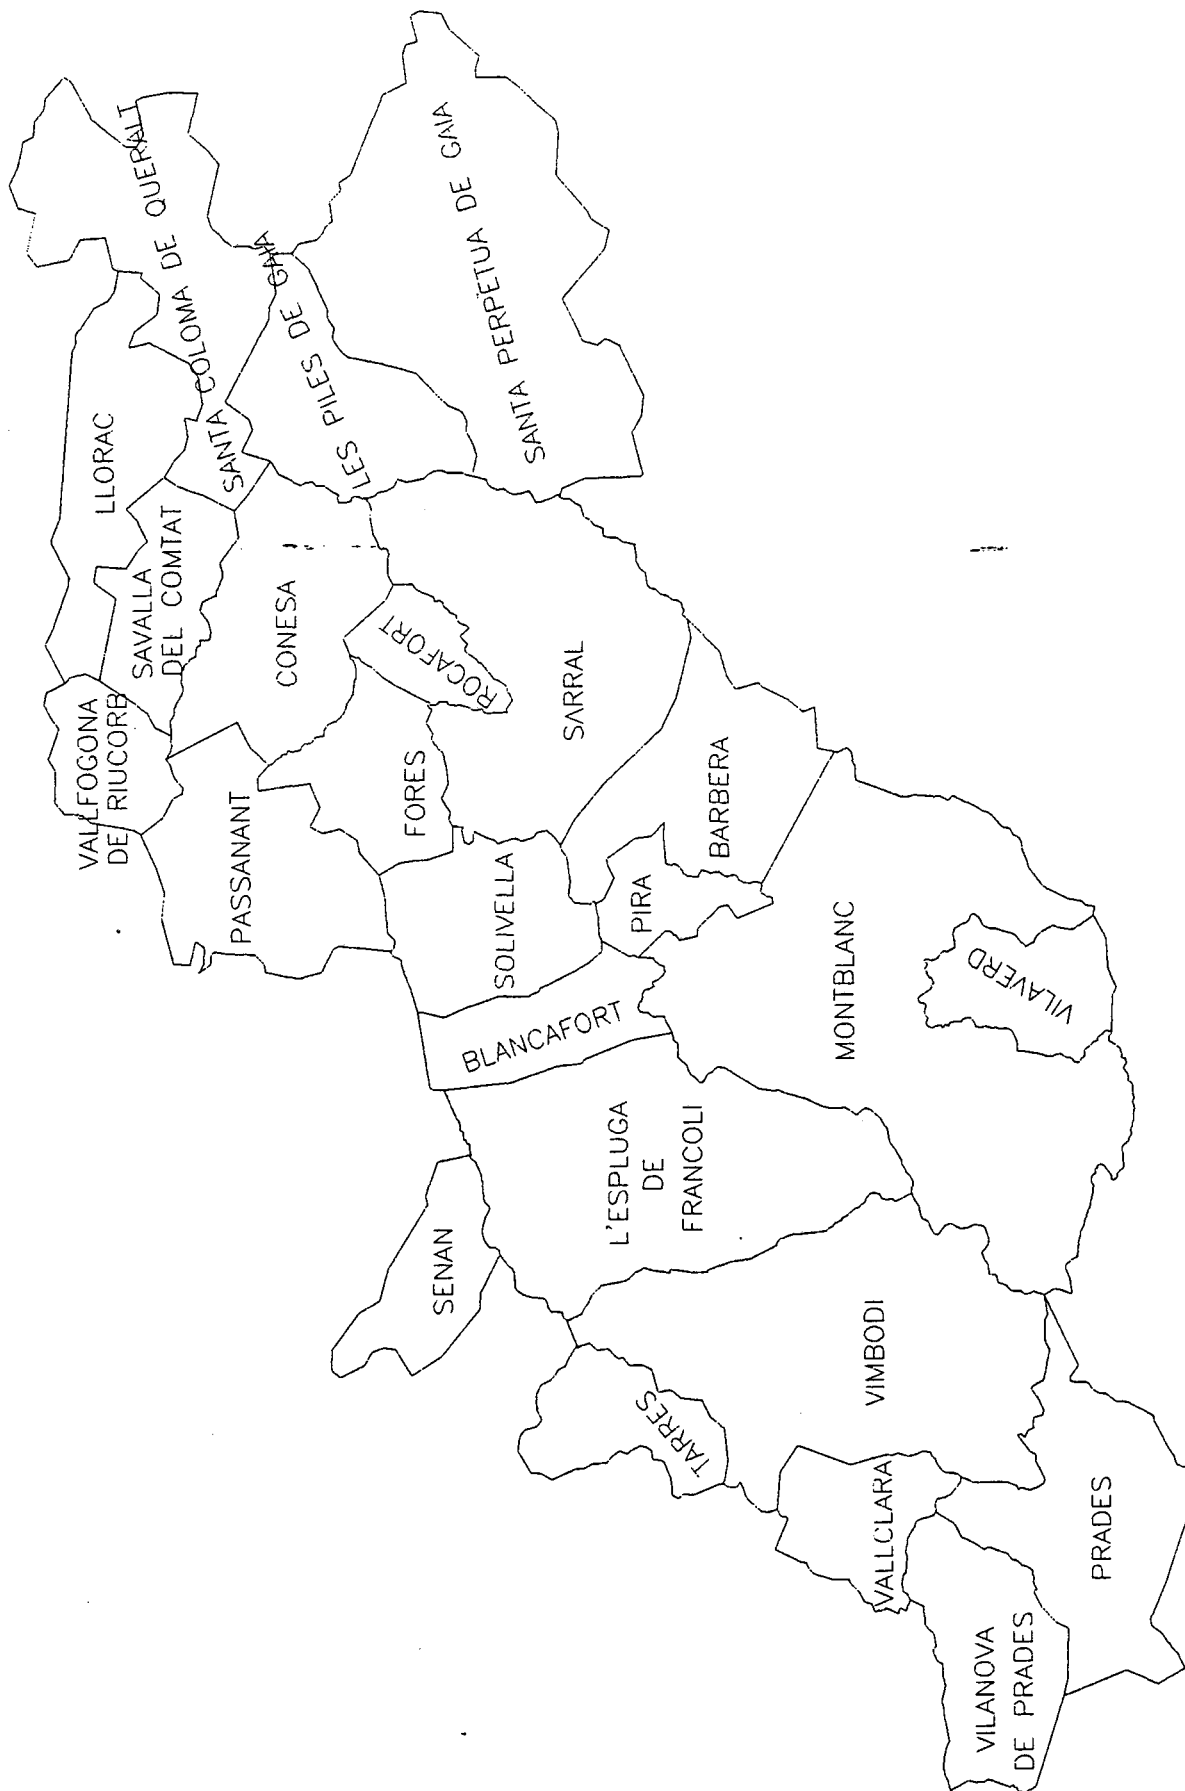 SANTA COLOMA DE QUERALT
LLORAC
SAVALLA
DEL COMTAT
VALLFOGONA
DE RIUCORB
LES PILES DE GAIA
SANTA PERPETUA DE GAIA
CONESA
PASSANANT
ROCAFORT
FORES
SARRAL
SOLIVELLA
BARBERA
PIRA
BLANCAFORT
SENAN
L'ESPLUGA
DE
FRANCOLI
MONTBLANC
VILAVERD
TARRES
VIMBODI
VALLCLARA
VILANOVA
DE PRADES
PRADES